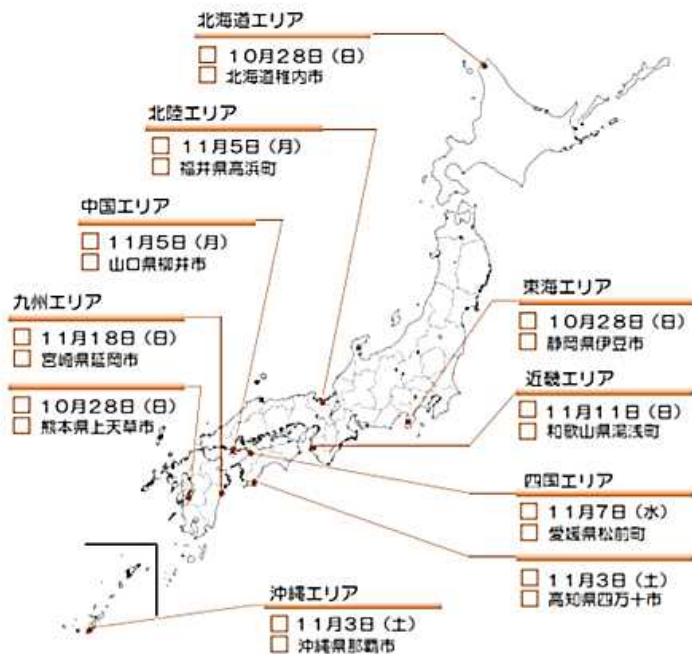 北海道エリア
10月28日（日）
北海道稚内市
北陸エリア
11月5日（月）
福井県高浜町
中国エリア
11月5日（月）
山口県柳井市
九州エリア
11月18日（日）
宮崎県延岡市
10月28日（日）
熊本県上天草市
東海エリア
10月28日（日）
静岡県伊豆市
近畿エリア
11月11日（日）
和歌山県湯浅町
四国エリア
11月7日（水）
愛媛県松前町
11月3日（土）
高知県四万十市
沖縄エリア
11月3日（土）
沖縄県那覇市